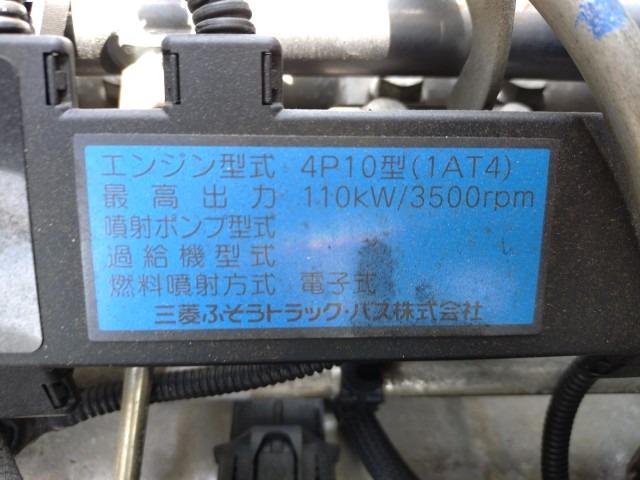 エンジン型式 4P10型(1AT4)
最高出力 110kW/3500rpm
噴射ポンプ型式
過給機型式
燃料噴射方式 電子式
三菱ふそうトラック・バス株式会社